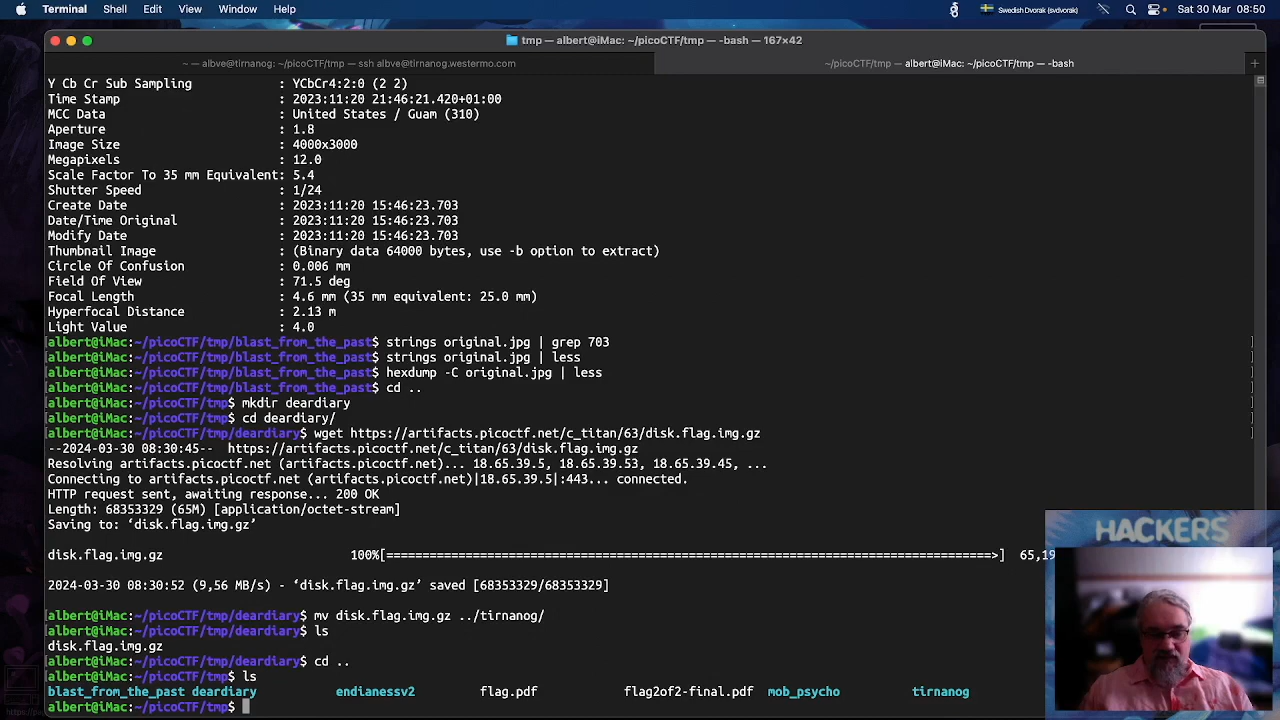 Terminal Shell Edit View Window Help Swedish Dvorak (svdvorak) Sat 30 Mar 08:50
tmp — albert@iMac: ~/picoCTF/tmp — -bash — 167×42
~ — albve@tirnanog: ~/picoCTF/tmp — ssh albve@tirnanog.westermo.com ~/picoCTF/tmp — albert@iMac: ~/picoCTF/tmp — -bash +
Y Cb Cr Sub Sampling : YCbCr4:2:0 (2 2)
Time Stamp : 2023:11:20 21:46:21.420+01:00
MCC Data : United States / Guam (310)
Aperture : 1.8
Image Size : 4000x3000
Megapixels : 12.0
Scale Factor To 35 mm Equivalent: 5.4
Shutter Speed : 1/24
Create Date : 2023:11:20 15:46:23.703
Date/Time Original : 2023:11:20 15:46:23.703
Modify Date : 2023:11:20 15:46:23.703
Thumbnail Image : (Binary data 64000 bytes, use -b option to extract)
Circle Of Confusion : 0.006 mm
Field Of View : 71.5 deg
Focal Length : 4.6 mm (35 mm equivalent: 25.0 mm)
Hyperfocal Distance : 2.13 m
Light Value : 4.0
[albert@iMac:~/picoCTF/tmp/blast_from_the_past$ strings original.jpg | grep 703 ]
[albert@iMac:~/picoCTF/tmp/blast_from_the_past$ strings original.jpg | less ]
[albert@iMac:~/picoCTF/tmp/blast_from_the_past$ hexdump -C original.jpg | less ]
[albert@iMac:~/picoCTF/tmp/blast_from_the_past$ cd .. ]
[albert@iMac:~/picoCTF/tmp$ mkdir deardiary ]
[albert@iMac:~/picoCTF/tmp$ cd deardiary/ ]
[albert@iMac:~/picoCTF/tmp/deardiary$ wget https://artifacts.picoctf.net/c_titan/63/disk.flag.img.gz ]
--2024-03-30 08:30:45-- https://artifacts.picoctf.net/c_titan/63/disk.flag.img.gz
Resolving artifacts.picoctf.net (artifacts.picoctf.net)... 18.65.39.5, 18.65.39.53, 18.65.39.45, ...
Connecting to artifacts.picoctf.net (artifacts.picoctf.net)|18.65.39.5|:443... connected.
HTTP request sent, awaiting response... 200 OK
Length: 68353329 (65M) [application/octet-stream]
Saving to: ‘disk.flag.img.gz’
disk.flag.img.gz 100%[=====================================================================================>] 65,19
2024-03-30 08:30:52 (9,56 MB/s) - ‘disk.flag.img.gz’ saved [68353329/68353329]
[albert@iMac:~/picoCTF/tmp/deardiary$ mv disk.flag.img.gz ../tirnanog/
[albert@iMac:~/picoCTF/tmp/deardiary$ ls
disk.flag.img.gz
[albert@iMac:~/picoCTF/tmp/deardiary$ cd ..
[albert@iMac:~/picoCTF/tmp$ ls
blast_from_the_past deardiary endianessv2 flag.pdf flag2of2-final.pdf mob_psycho tirnanog
albert@iMac:~/picoCTF/tmp$
HACKERS